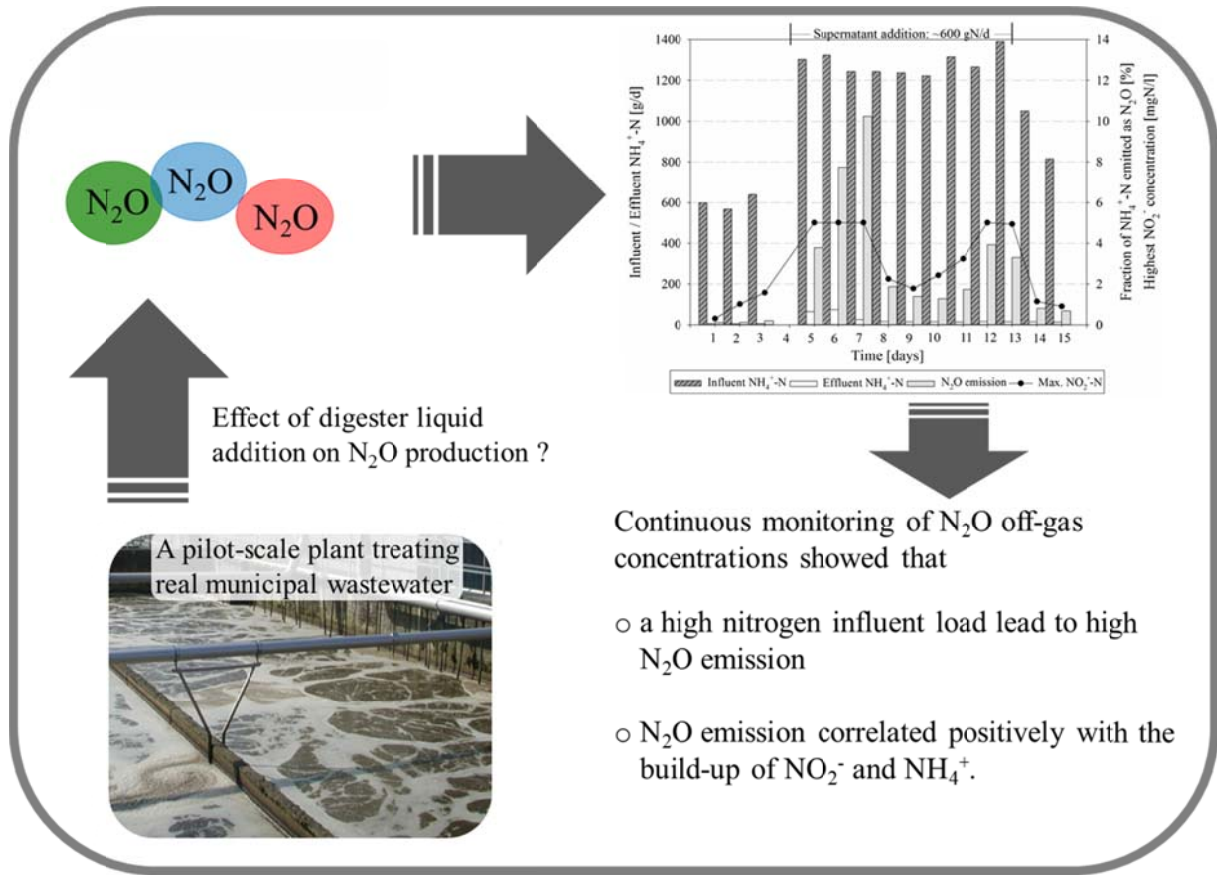 N₂O
N₂O
N₂O
Effect of digester liquid
addition on N₂O production ?
A pilot-scale plant treating
real municipal wastewater
Supernatant addition: ~600 gN/d
Influent / Effluent NH₄⁺-N [g/d]
1400
1200
1000
800
600
400
200
0
14
12
10
8
6
4
2
0
Fraction of NH₄⁺-N emitted as N₂O [%]
Highest NO₂⁻ concentration [mgN/l]
1 2 3 4 5 6 7 8 9 10 11 12 13 14 15
Time [days]
Influent NH₄⁺-N Effluent NH₄⁺-N N₂O emission Max. NO₂⁻-N
Continuous monitoring of N₂O off-gas
concentrations showed that
○ a high nitrogen influent load lead to high
N₂O emission
○ N₂O emission correlated positively with the
build-up of NO₂⁻ and NH₄⁺.